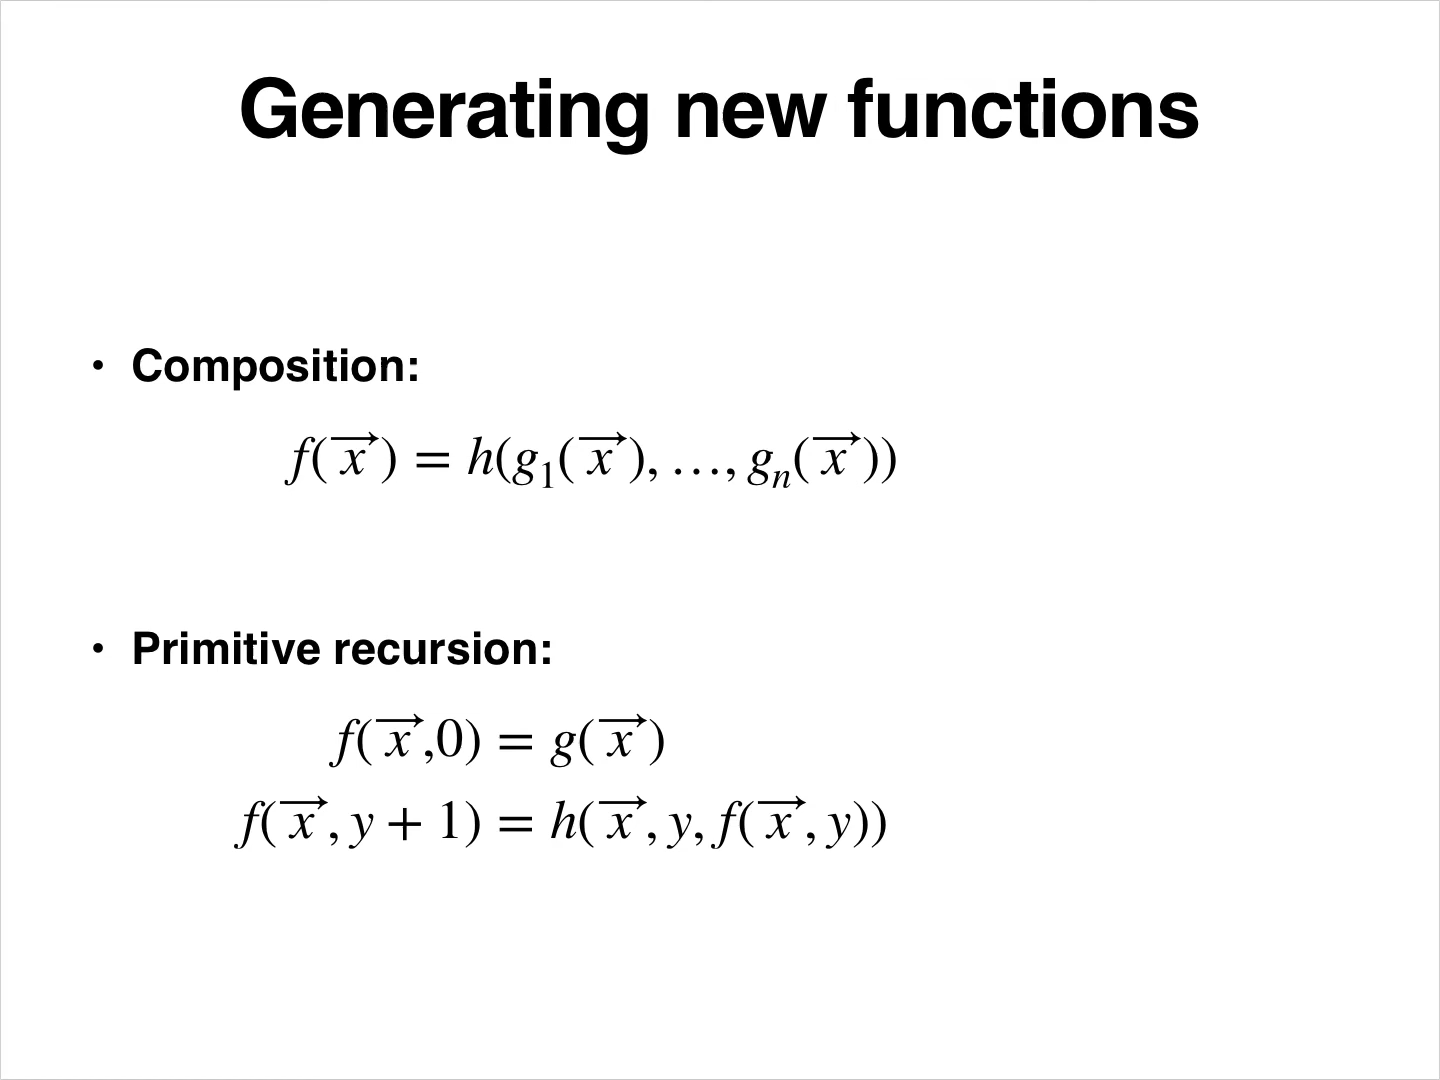 Generating new functions
• Composition:
f(x⃗) = h(g₁(x⃗), …, gₙ(x⃗))
• Primitive recursion:
f(x⃗,0) = g(x⃗)
f(x⃗, y + 1) = h(x⃗, y, f(x⃗, y))